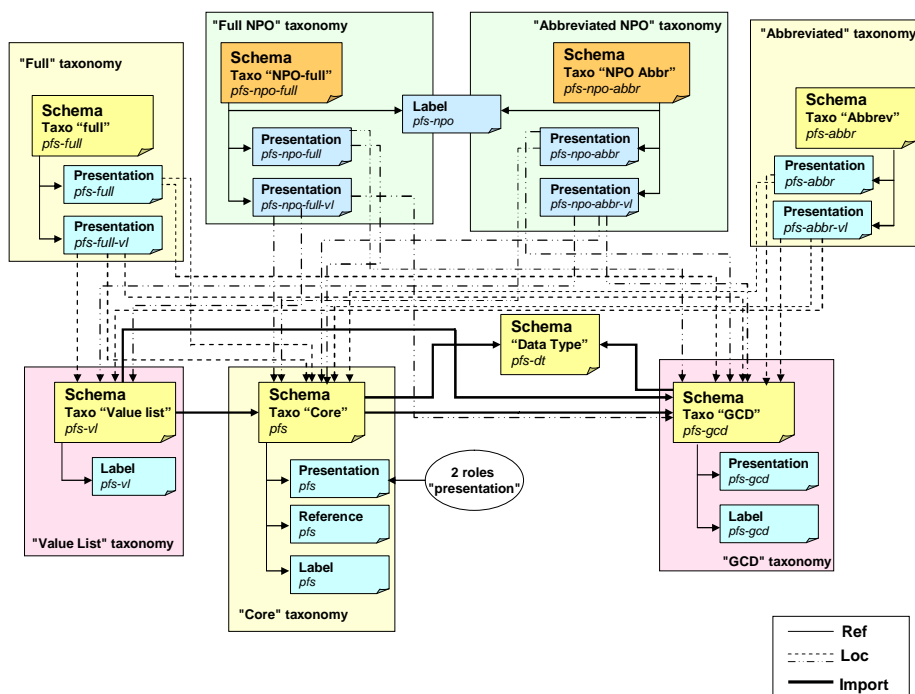 "Full" taxonomy
Schema
Taxo “full”
pfs-full
Presentation
pfs-full
Presentation
pfs-full-vl
"Full NPO" taxonomy
Schema
Taxo “NPO-full”
pfs-npo-full
Presentation
pfs-npo-full
Presentation
pfs-npo-full-vl
Label
pfs-npo
"Abbreviated NPO" taxonomy
Schema
Taxo “NPO Abbr”
pfs-npo-abbr
Presentation
pfs-npo-abbr
Presentation
pfs-npo-abbr-vl
"Abbreviated" taxonomy
Schema
Taxo “Abbrev”
pfs-abbr
Presentation
pfs-abbr
Presentation
pfs-abbr-vl
Schema
“Data Type”
pfs-dt
Schema
Taxo “Value list”
pfs-vl
Label
pfs-vl
"Value List" taxonomy
Schema
Taxo “Core”
pfs
Presentation
pfs
Reference
pfs
Label
pfs
"Core" taxonomy
2 roles
"presentation"
Schema
Taxo “GCD”
pfs-gcd
Presentation
pfs-gcd
Label
pfs-gcd
"GCD" taxonomy
Ref
Loc
Import